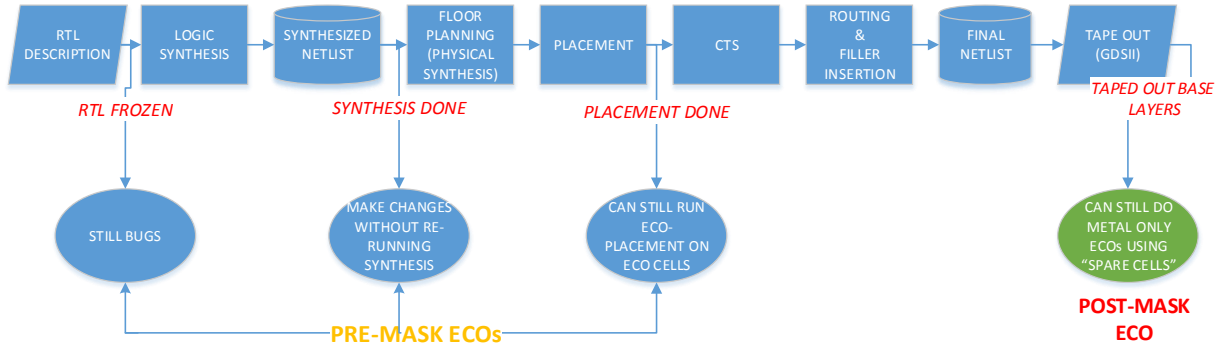 RTL
DESCRIPTION
LOGIC
SYNTHESIS
SYNTHESIZED
NETLIST
FLOOR
PLANNING
(PHYSICAL
SYNTHESIS)
PLACEMENT
CTS
ROUTING
&
FILLER
INSERTION
FINAL
NETLIST
TAPE OUT
(GDSII)
RTL FROZEN
SYNTHESIS DONE
PLACEMENT DONE
TAPED OUT BASE
LAYERS
STILL BUGS
MAKE CHANGES
WITHOUT RE-
RUNNING
SYNTHESIS
CAN STILL RUN
ECO-
PLACEMENT ON
ECO CELLS
CAN STILL DO
METAL ONLY
ECOs USING
“SPARE CELLS”
PRE-MASK ECOs
POST-MASK
ECO